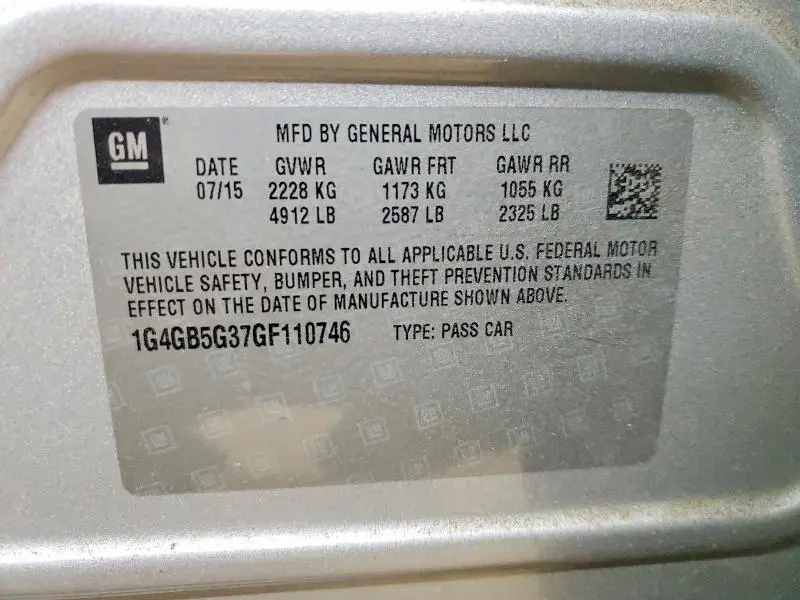 GM®
MFD BY GENERAL MOTORS LLC
DATE GVWR GAWR FRT GAWR RR
07/15 2228 KG 1173 KG 1055 KG
4912 LB 2587 LB 2325 LB
THIS VEHICLE CONFORMS TO ALL APPLICABLE U.S. FEDERAL MOTOR
VEHICLE SAFETY, BUMPER, AND THEFT PREVENTION STANDARDS IN
EFFECT ON THE DATE OF MANUFACTURE SHOWN ABOVE.
1G4GB5G37GF110746 TYPE: PASS CAR